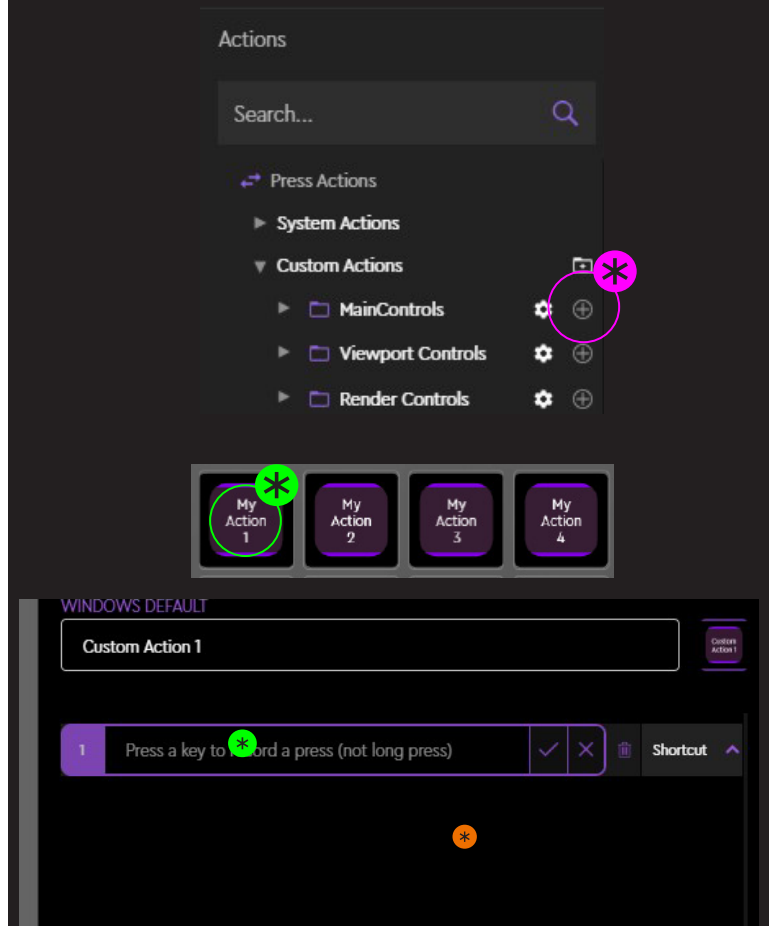 Actions
Search...
Press Actions
System Actions
Custom Actions
MainControls
Viewport Controls
Render Controls
My Action 1
My Action 2
My Action 3
My Action 4
WINDOWS DEFAULT
Custom Action 1
Custom Action 1
1 Press a key to record a press (not long press) Shortcut